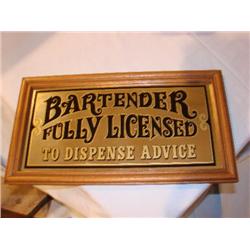 BARTENDER
FULLY LICENSED
TO DISPENSE ADVICE